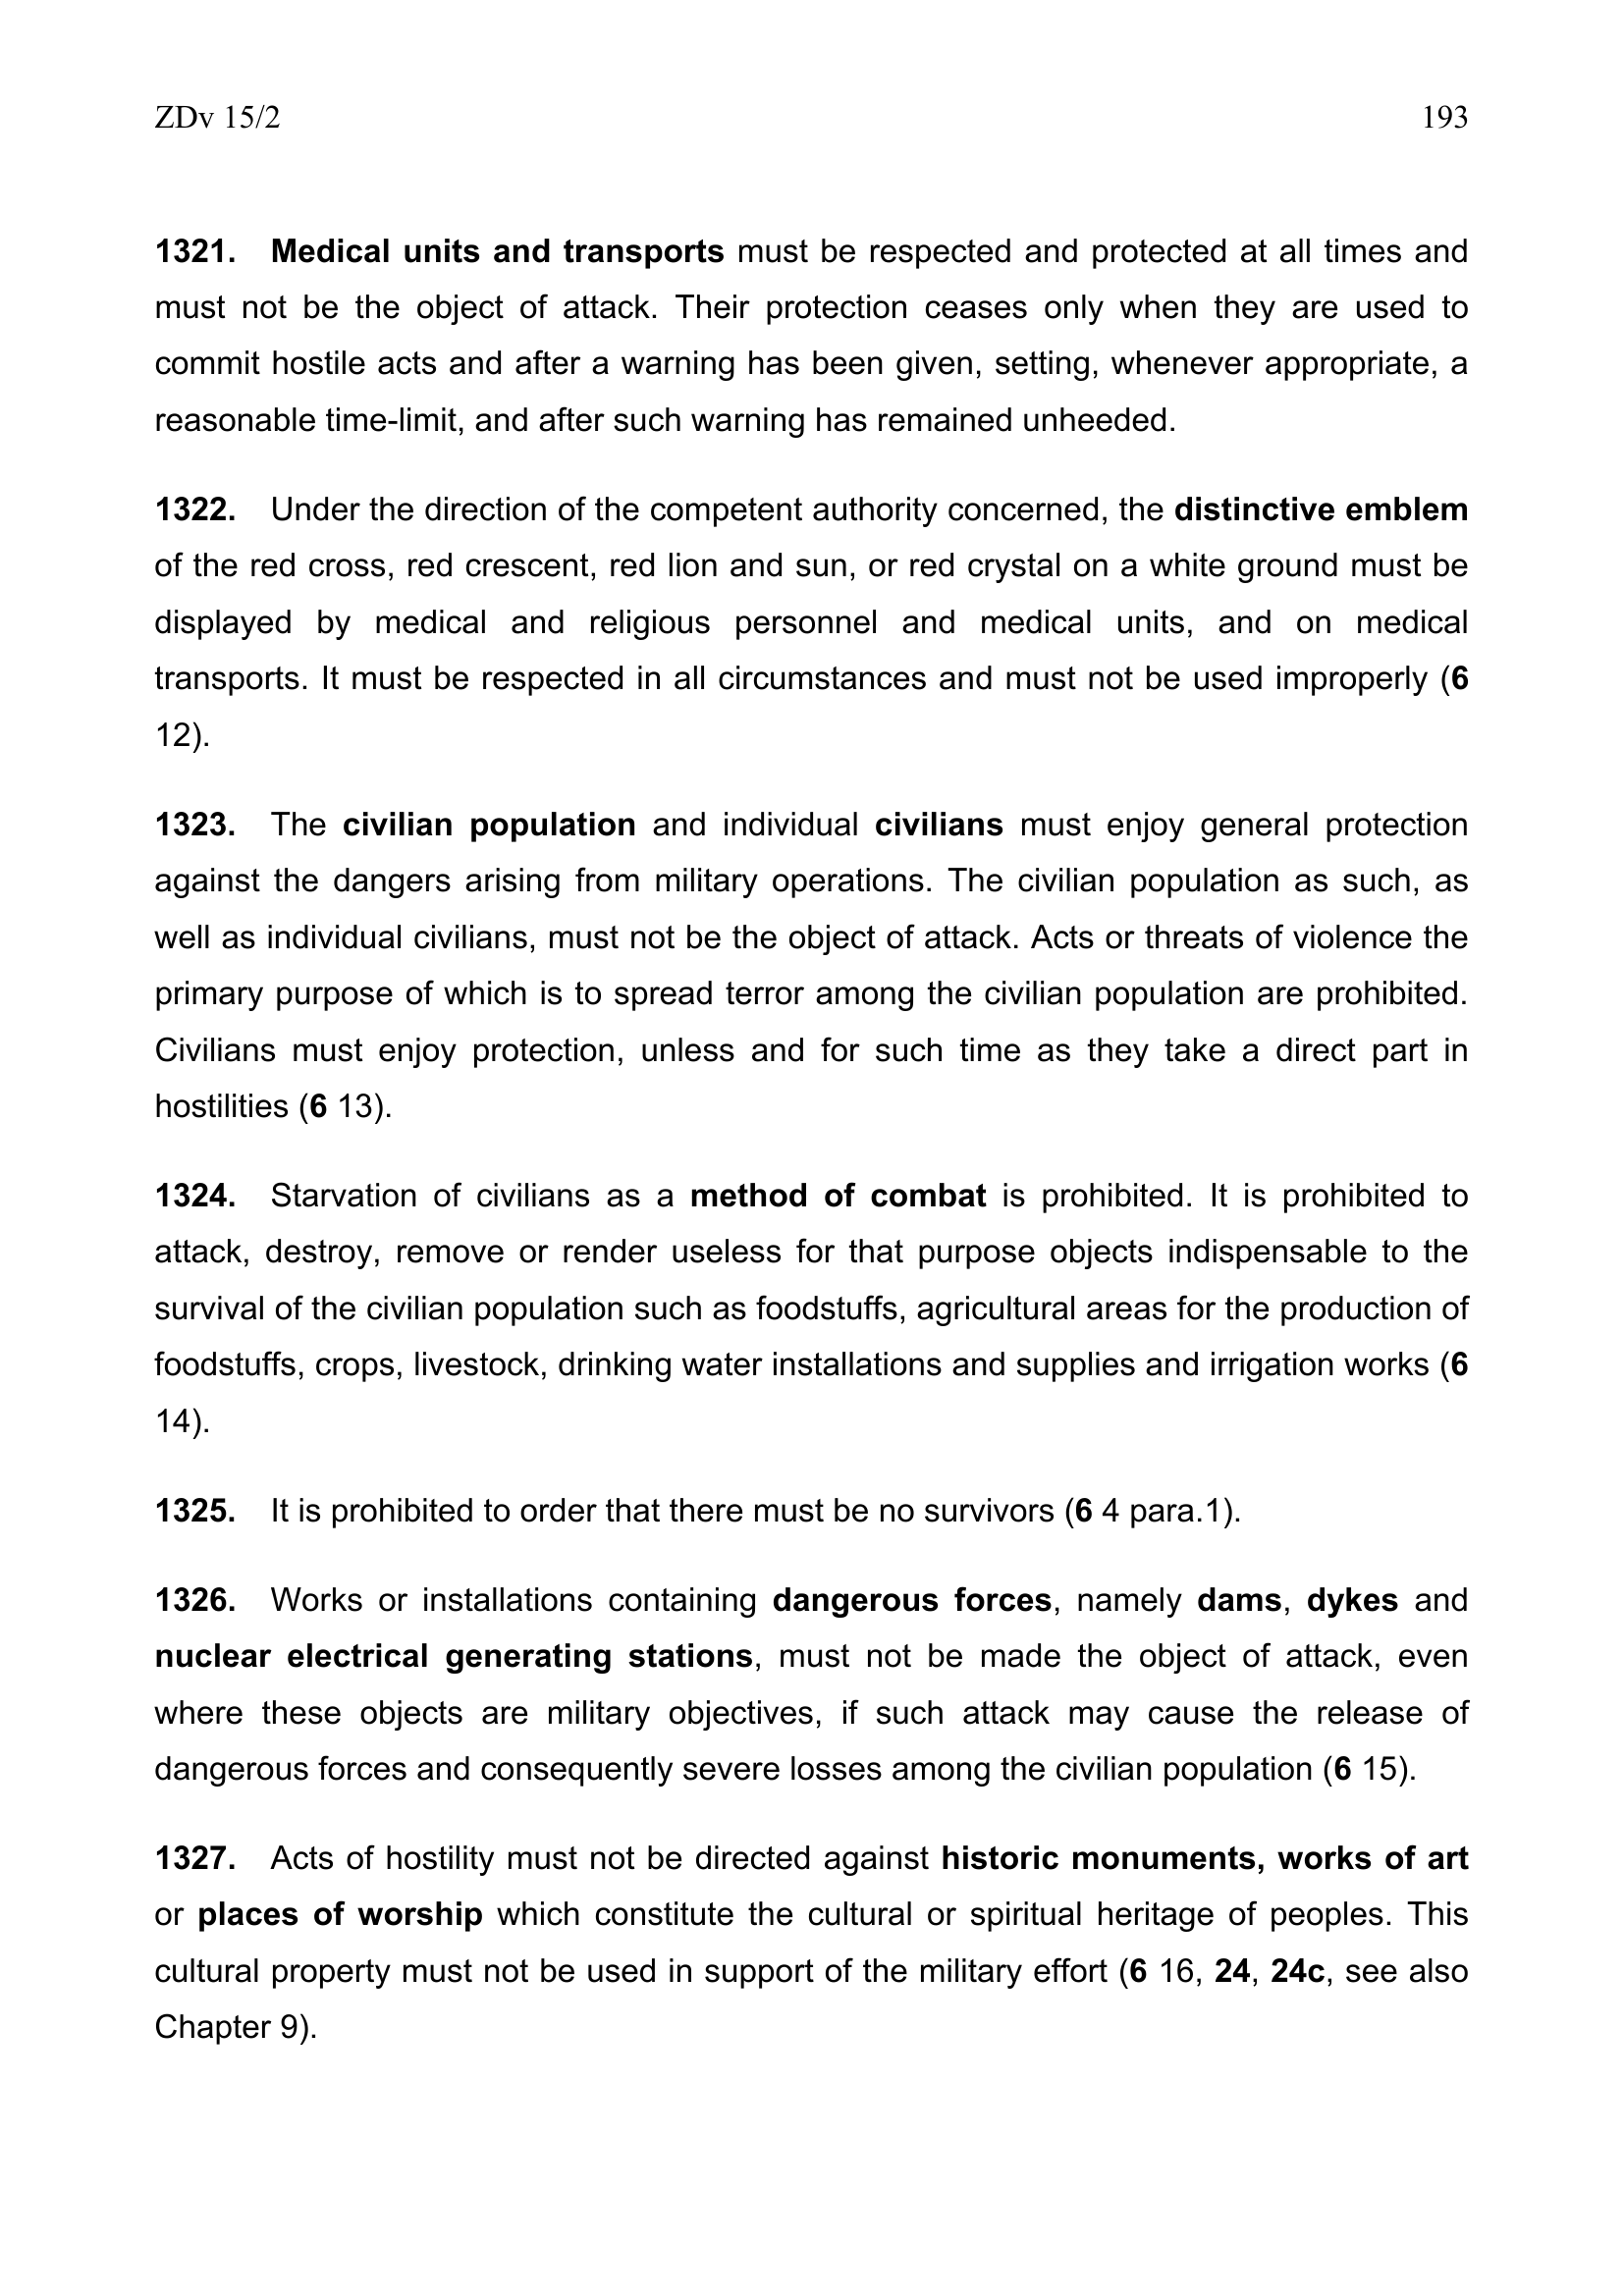 ZDv 15/2 193
1321. Medical units and transports must be respected and protected at all times and
must not be the object of attack. Their protection ceases only when they are used to
commit hostile acts and after a warning has been given, setting, whenever appropriate, a
reasonable time-limit, and after such warning has remained unheeded.
1322. Under the direction of the competent authority concerned, the distinctive emblem
of the red cross, red crescent, red lion and sun, or red crystal on a white ground must be
displayed by medical and religious personnel and medical units, and on medical
transports. It must be respected in all circumstances and must not be used improperly (6
12).
1323. The civilian population and individual civilians must enjoy general protection
against the dangers arising from military operations. The civilian population as such, as
well as individual civilians, must not be the object of attack. Acts or threats of violence the
primary purpose of which is to spread terror among the civilian population are prohibited.
Civilians must enjoy protection, unless and for such time as they take a direct part in
hostilities (6 13).
1324. Starvation of civilians as a method of combat is prohibited. It is prohibited to
attack, destroy, remove or render useless for that purpose objects indispensable to the
survival of the civilian population such as foodstuffs, agricultural areas for the production of
foodstuffs, crops, livestock, drinking water installations and supplies and irrigation works (6
14).
1325. It is prohibited to order that there must be no survivors (6 4 para.1).
1326. Works or installations containing dangerous forces, namely dams, dykes and
nuclear electrical generating stations, must not be made the object of attack, even
where these objects are military objectives, if such attack may cause the release of
dangerous forces and consequently severe losses among the civilian population (6 15).
1327. Acts of hostility must not be directed against historic monuments, works of art
or places of worship which constitute the cultural or spiritual heritage of peoples. This
cultural property must not be used in support of the military effort (6 16, 24, 24c, see also
Chapter 9).